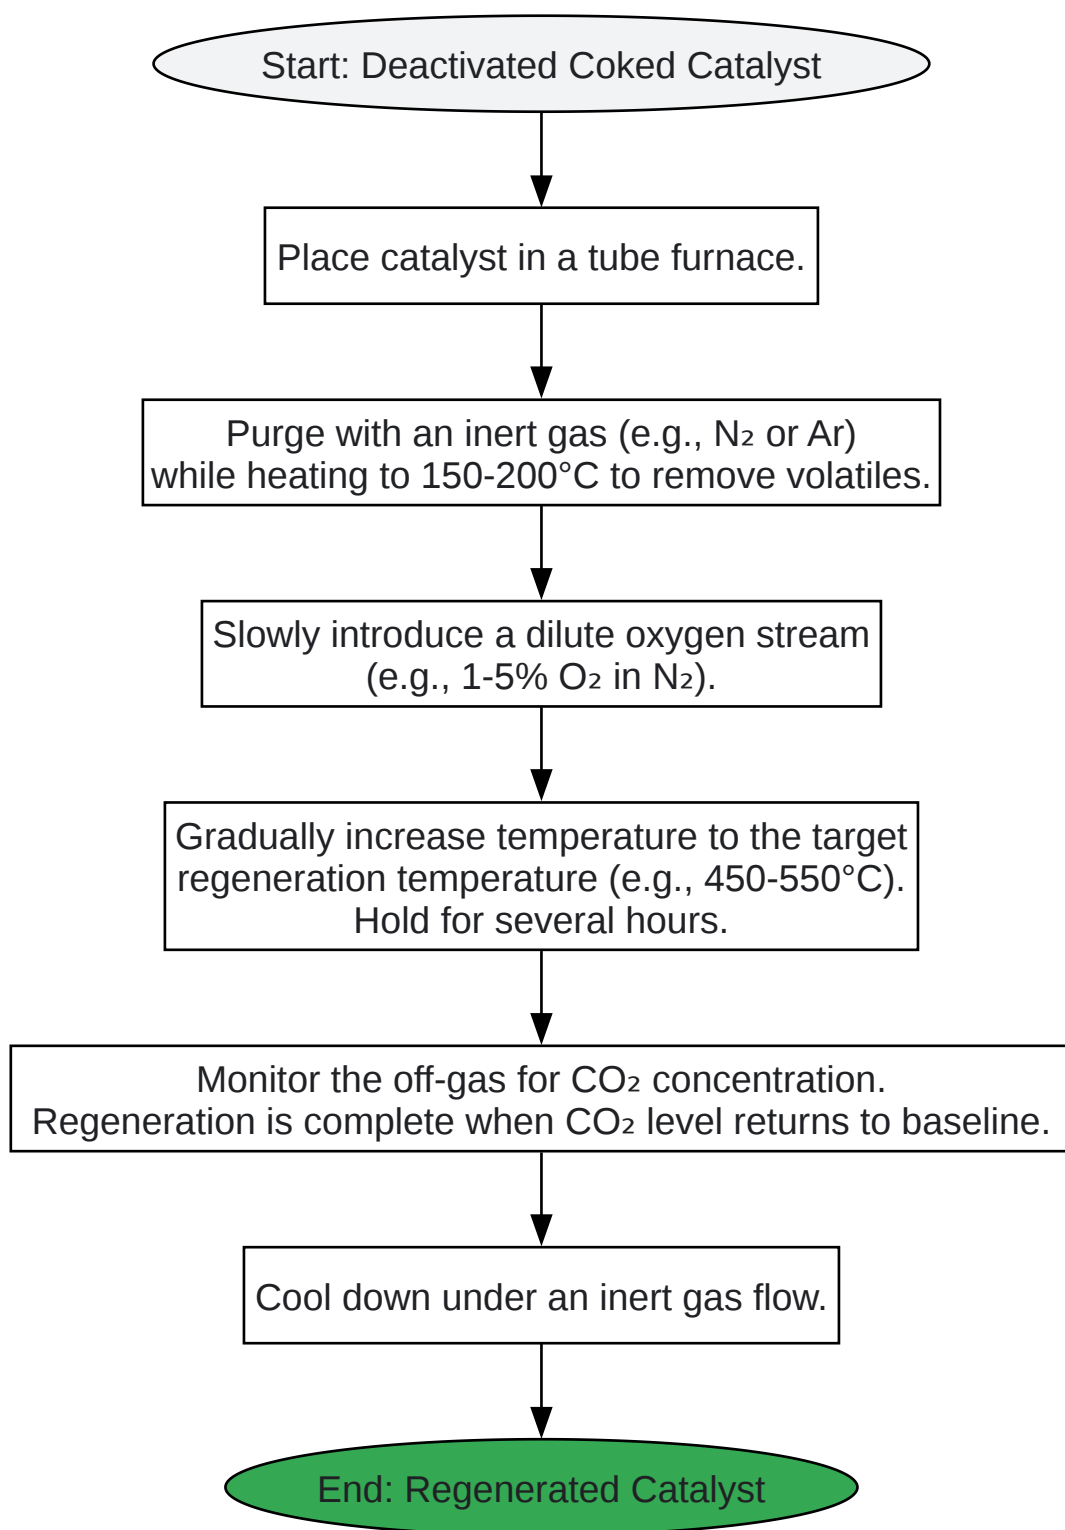 Start: Deactivated Coked Catalyst
Place catalyst in a tube furnace.
Purge with an inert gas (e.g., N₂ or Ar)
while heating to 150-200°C to remove volatiles.
Slowly introduce a dilute oxygen stream
(e.g., 1-5% O₂ in N₂).
Gradually increase temperature to the target
regeneration temperature (e.g., 450-550°C).
Hold for several hours.
Monitor the off-gas for CO₂ concentration.
Regeneration is complete when CO₂ level returns to baseline.
Cool down under an inert gas flow.
End: Regenerated Catalyst